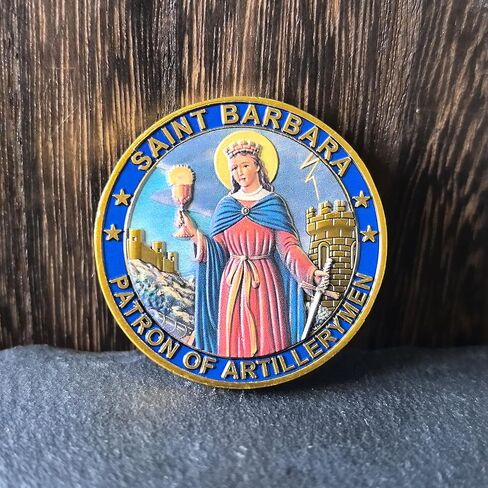 SAINT BARBARA
PATRON OF ARTILLERYMEN